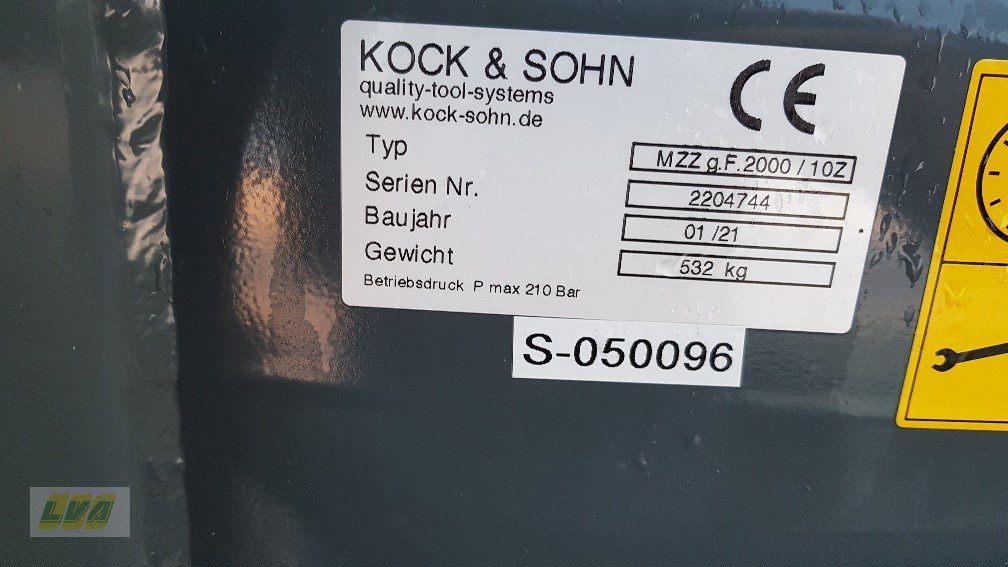 KOCK & SOHN
quality-tool-systems
www.kock-sohn.de
CE
Typ MZZ g.F.2000 / 10Z
Serien Nr. 2204744
Baujahr 01 /21
Gewicht 532 kg
Betriebsdruck P max 210 Bar
S-050096
LVA